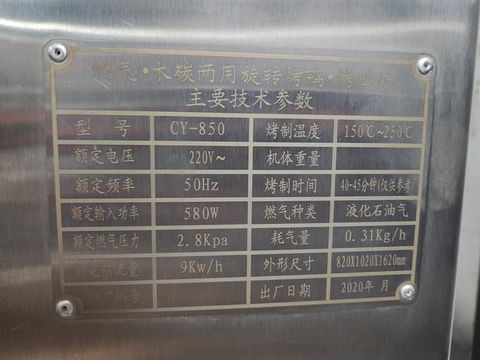 燃气·木碳两用旋转烤鸭·烤鸡炉
主要技术参数
型号 CY-850 烤制温度 150℃~250℃
额定电压 220V~ 机体重量
额定频率 50Hz 烤制时间 40-45分钟(仅供参考)
额定输入功率 580W 燃气种类 液化石油气
额定燃气压力 2.8Kpa 耗气量 0.31Kg/h
额定热流量 9Kw/h 外形尺寸 820X1020X1620mm
出厂日期 2020年 月